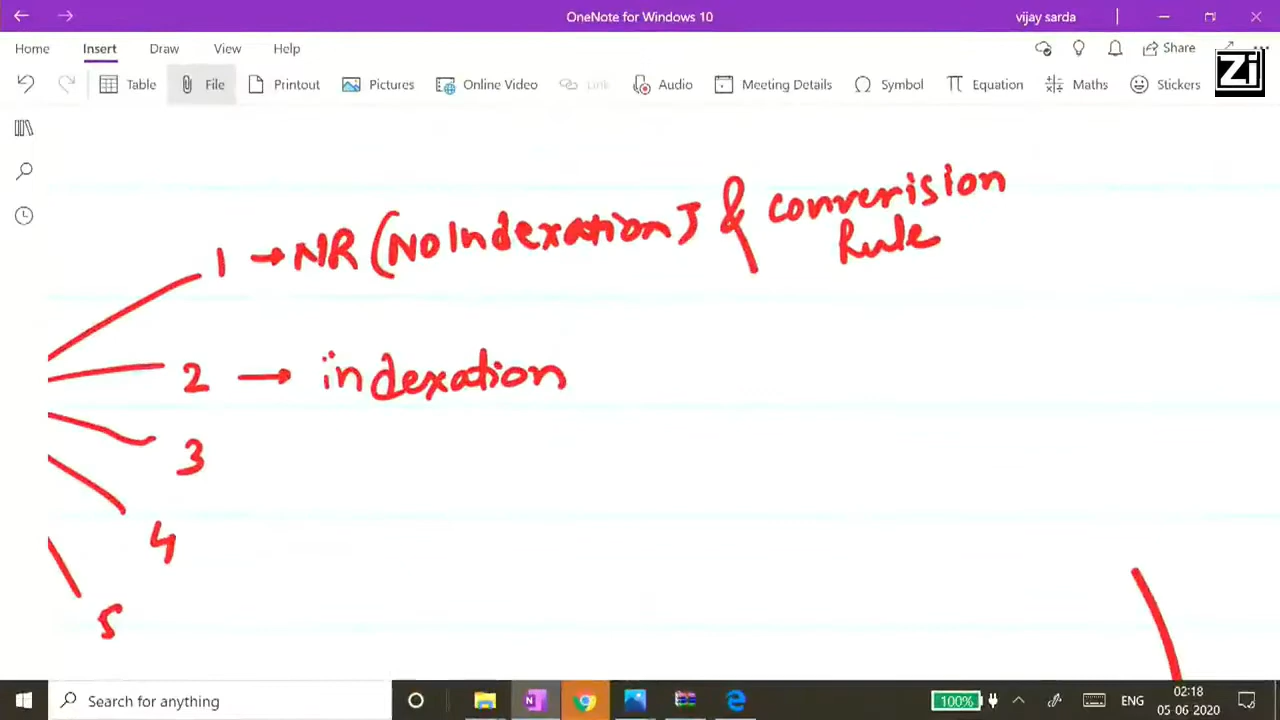 OneNote for Windows 10
vijay sarda
Home
Insert
Draw
View
Help
Share
Table
File
Printout
Pictures
Online Video
Link
Audio
Meeting Details
Symbol
Equation
Maths
Stickers
Zi
1 → NR (No Indexation) & converision
Rule
2 → indexation
3
4
5
Search for anything
100%
ENG
02:18
05-06-2020